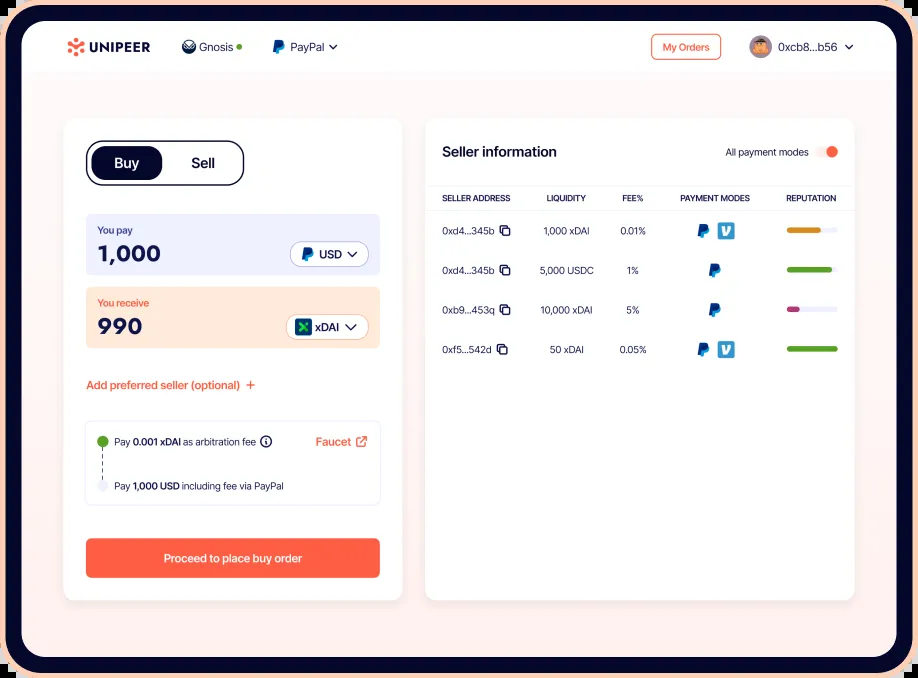 UNIPEER Gnosis PayPal My Orders 0xcb8...b56
Buy Sell
You pay
1,000 USD
You receive
990 xDAI
Add preferred seller (optional) +
Pay 0.001 xDAI as arbitration fee Faucet
Pay 1,000 USD including fee via PayPal
Proceed to place buy order
Seller information All payment modes
SELLER ADDRESS LIQUIDITY FEE% PAYMENT MODES REPUTATION
0xd4...345b 1,000 xDAI 0.01%
0xd4...345b 5,000 USDC 1%
0xb9...453q 10,000 xDAI 5%
0xf5...542d 50 xDAI 0.05%